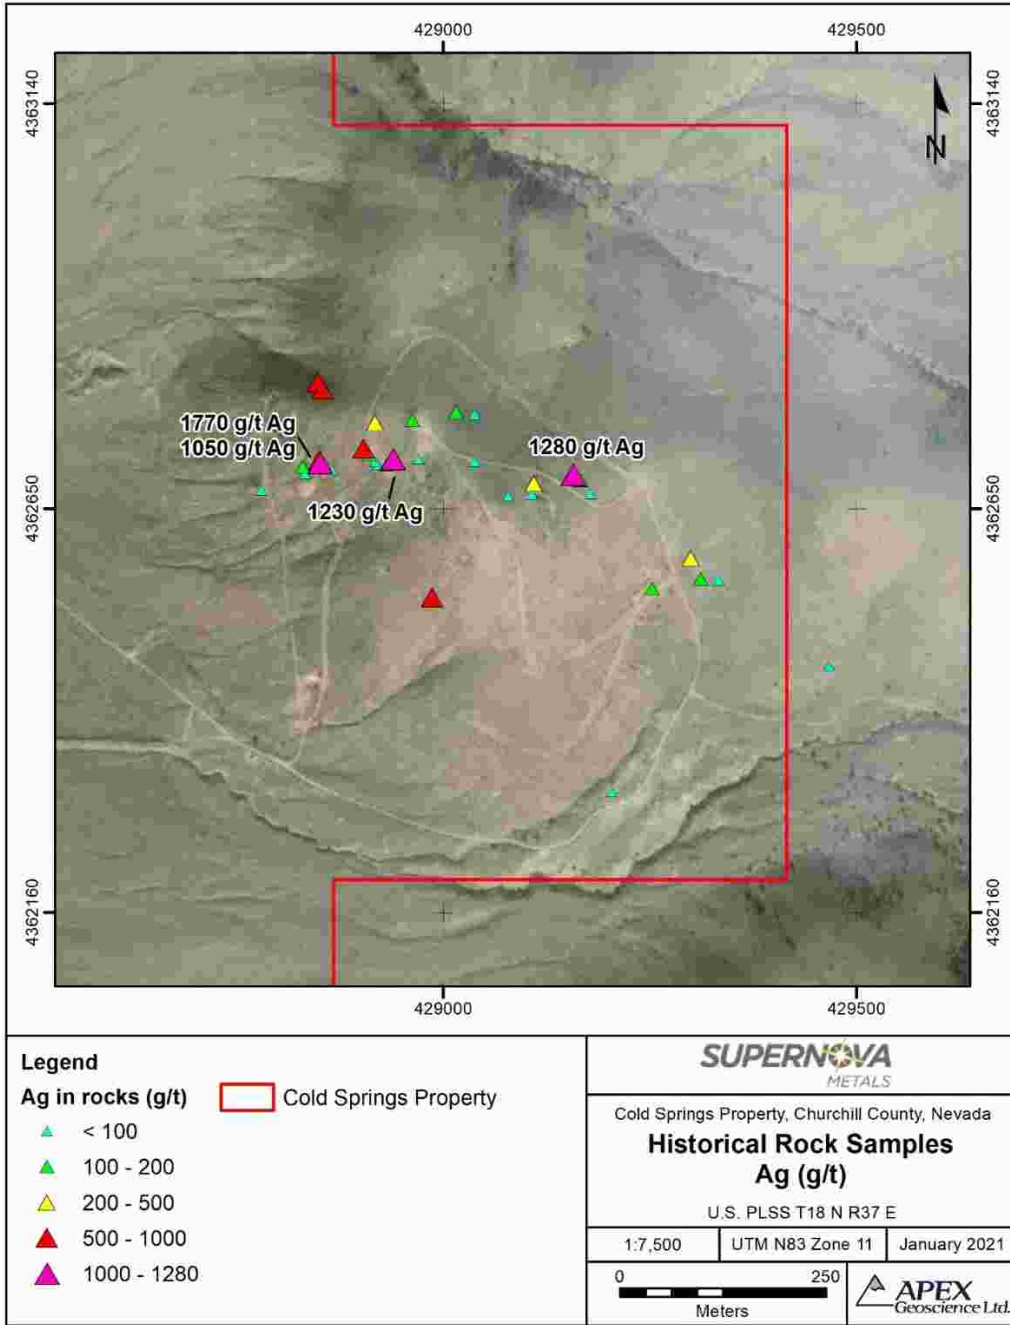 429000
429500
4363140
4363140
N
1770 g/t Ag
1050 g/t Ag
1280 g/t Ag
1230 g/t Ag
4362650
4362650
4362160
4362160
429000
429500
Legend
Ag in rocks (g/t)
Cold Springs Property
< 100
100 - 200
200 - 500
500 - 1000
1000 - 1280
SUPERNOVA
METALS
Cold Springs Property, Churchill County, Nevada
Historical Rock Samples
Ag (g/t)
U.S. PLSS T18 N R37 E
1:7,500
UTM N83 Zone 11
January 2021
0 250
Meters
APEX
Geoscience Ltd.